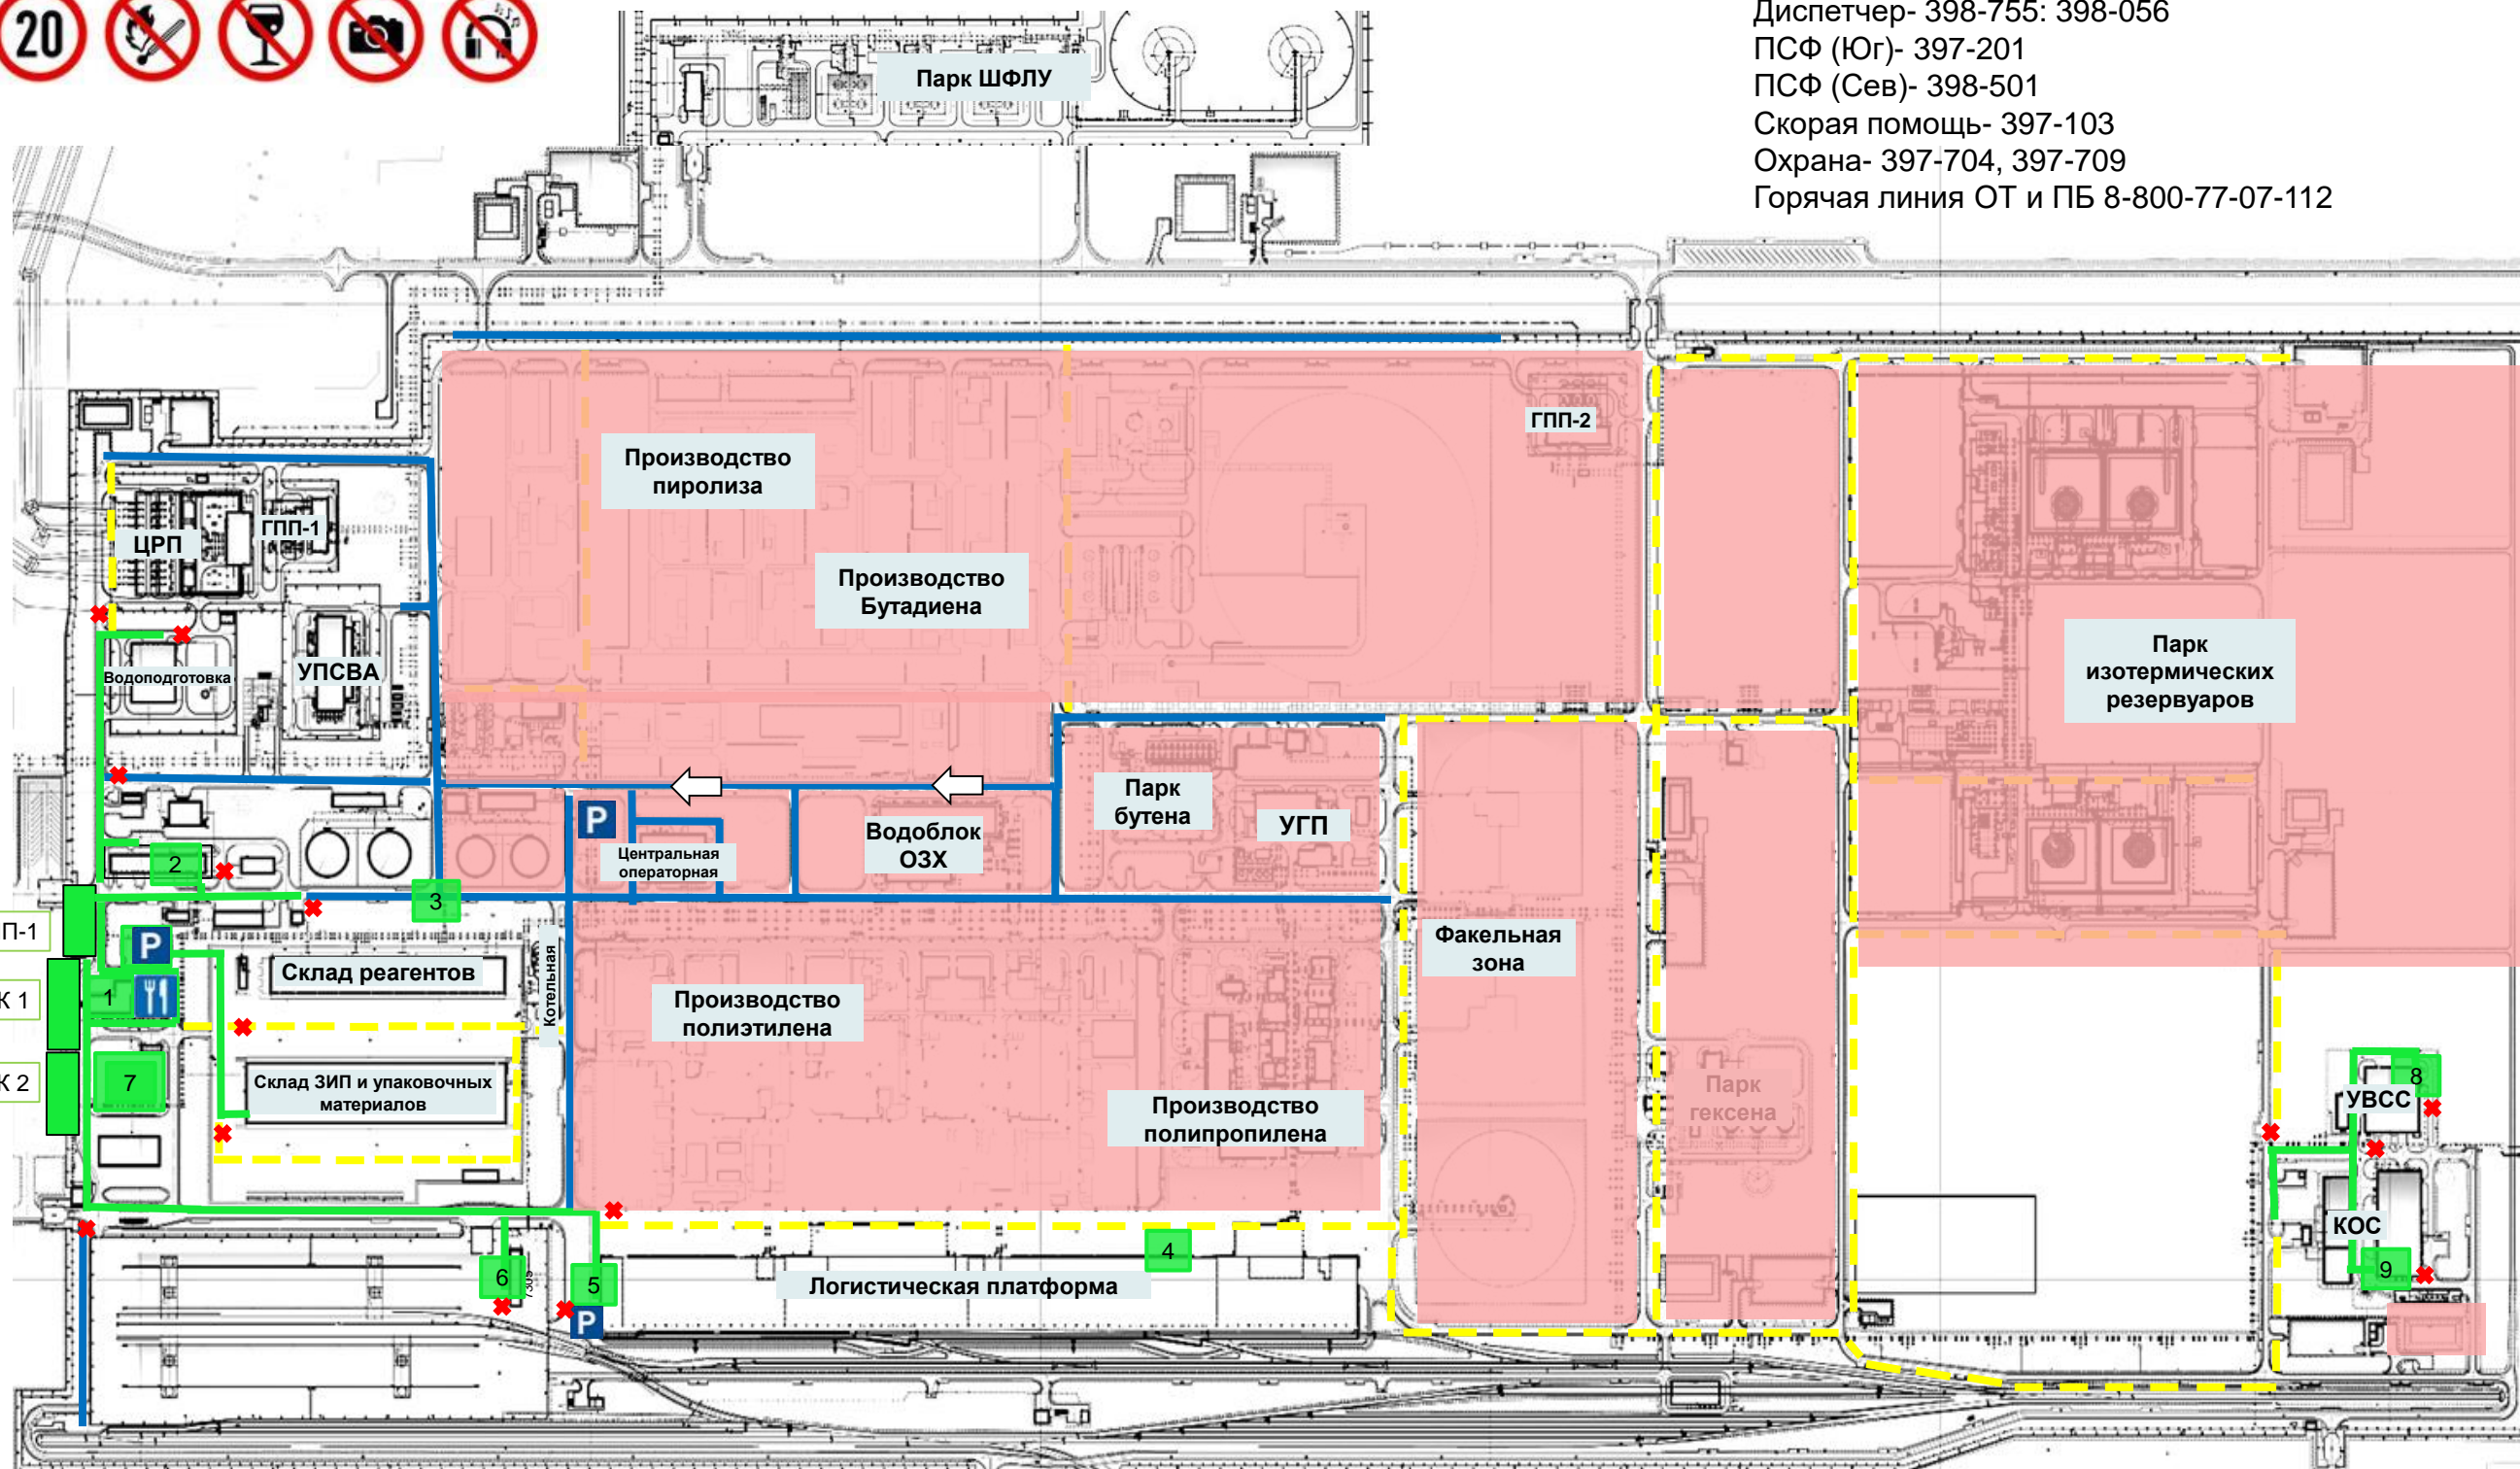 20
Диспетчер- 398-755: 398-056
ПСФ (Юг)- 397-201
ПСФ (Сев)- 398-501
Скорая помощь- 397-103
Охрана- 397-704, 397-709
Горячая линия ОТ и ПБ 8-800-77-07-112
Парк ШФЛУ
ГПП-2
Производство
пиролиза
ЦРП
ГПП-1
Производство
Бутадиена
Водоподготовка
УПСВА
Парк
изотермических
резервуаров
Парк
бутена
УГП
P
Водоблок
ОЗХ
Центральная
операторная
2
3
П-1
P
Склад реагентов
Котельная
Факельная
зона
К 1
1
Производство
полиэтилена
К 2
7
Склад ЗИП и упаковочных
материалов
Производство
полипропилена
Парк
гексена
8
УВСС
КОС
4
6
5
Логистическая платформа
9
P